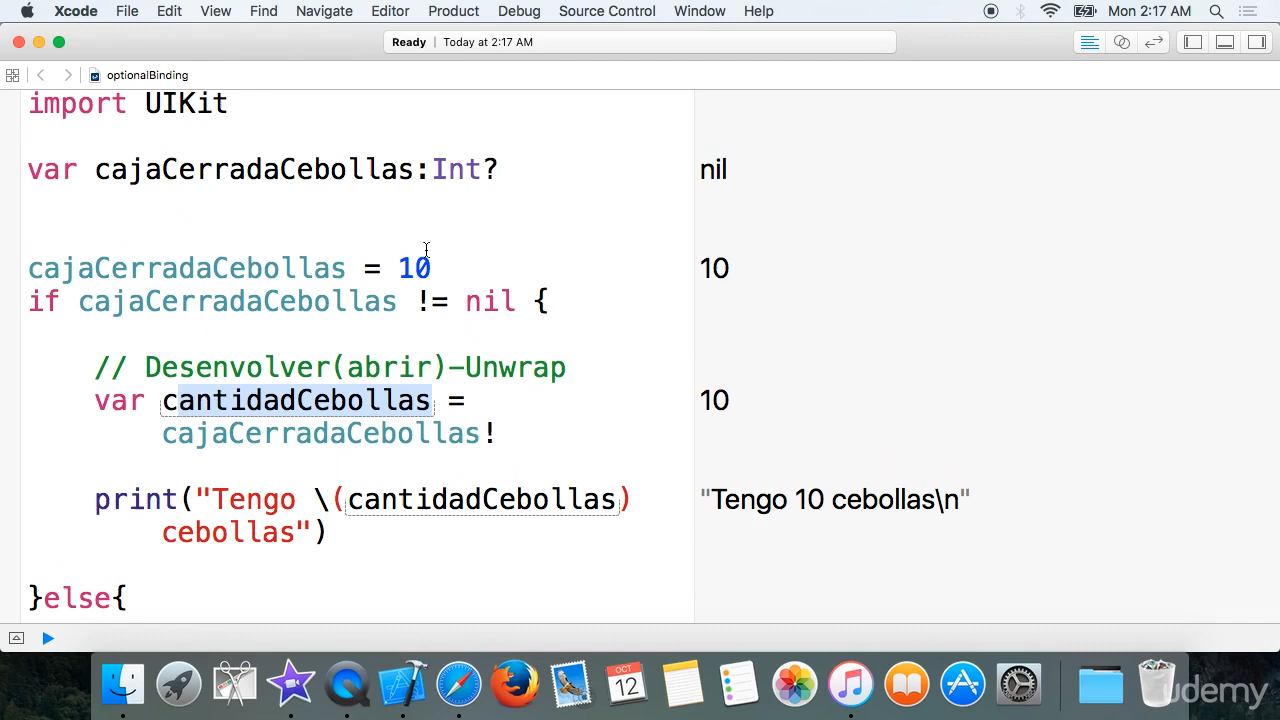 Xcode File Edit View Find Navigate Editor Product Debug Source Control Window Help Mon 2:17 AM
Ready | Today at 2:17 AM
optionalBinding
import UIKit
var cajaCerradaCebollas:Int? nil
cajaCerradaCebollas = 10 10
if cajaCerradaCebollas != nil {
// Desenvolver(abrir)-Unwrap
var cantidadCebollas = 10
cajaCerradaCebollas!
print("Tengo \(cantidadCebollas) "Tengo 10 cebollas\n"
cebollas")
}else{
OCT
12
udemy